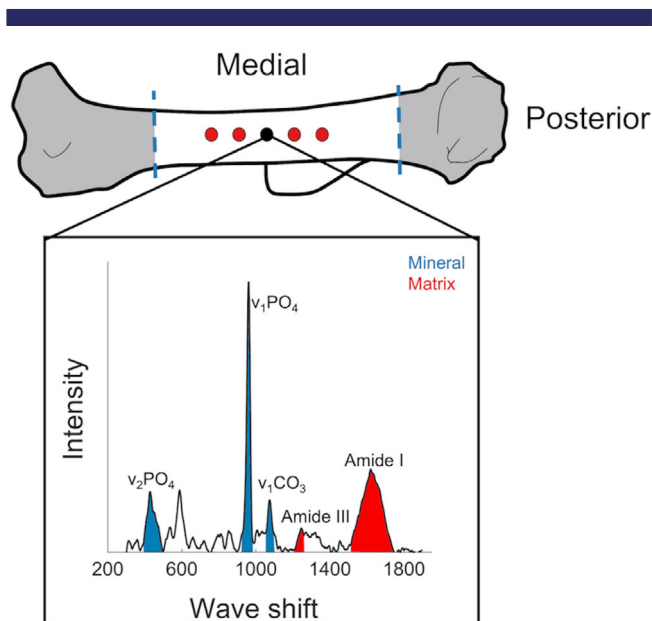 Medial
Posterior
Mineral
Matrix
v₁PO₄
v₂PO₄
v₁CO₃
Amide I
Amide III
Intensity
200 600 1000 1400 1800
Wave shift